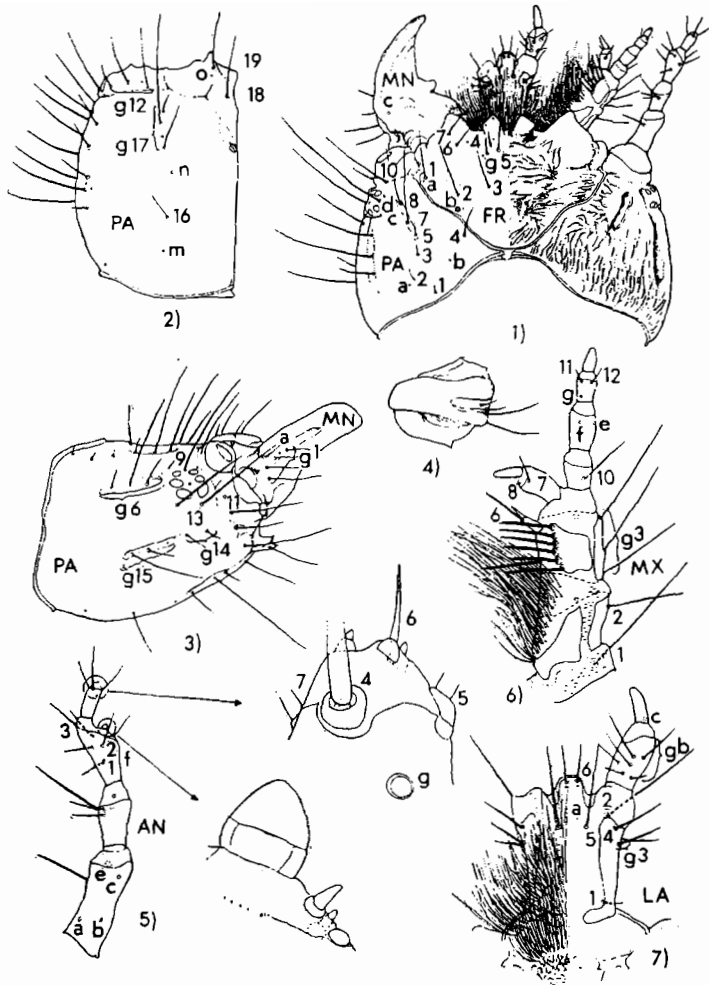 19
18
g12
g17
n
16
PA
m
2)
MN
c
10
d
c
7
6
4
g5
1
a
8
3
2
b
7
FR
5
4
3
PA
b
2
a
1
1)
MN
a
g1
9
g6
13
11
g14
g15
PA
3)
4)
11
12
g
e
f
10
8
7
6
g3
MX
2
1
6)
6
7
4
5
g
3
2
1
f
AN
e
c
a
b
5)
c
gb
6
2
a
5
4
g3
1
LA
7)